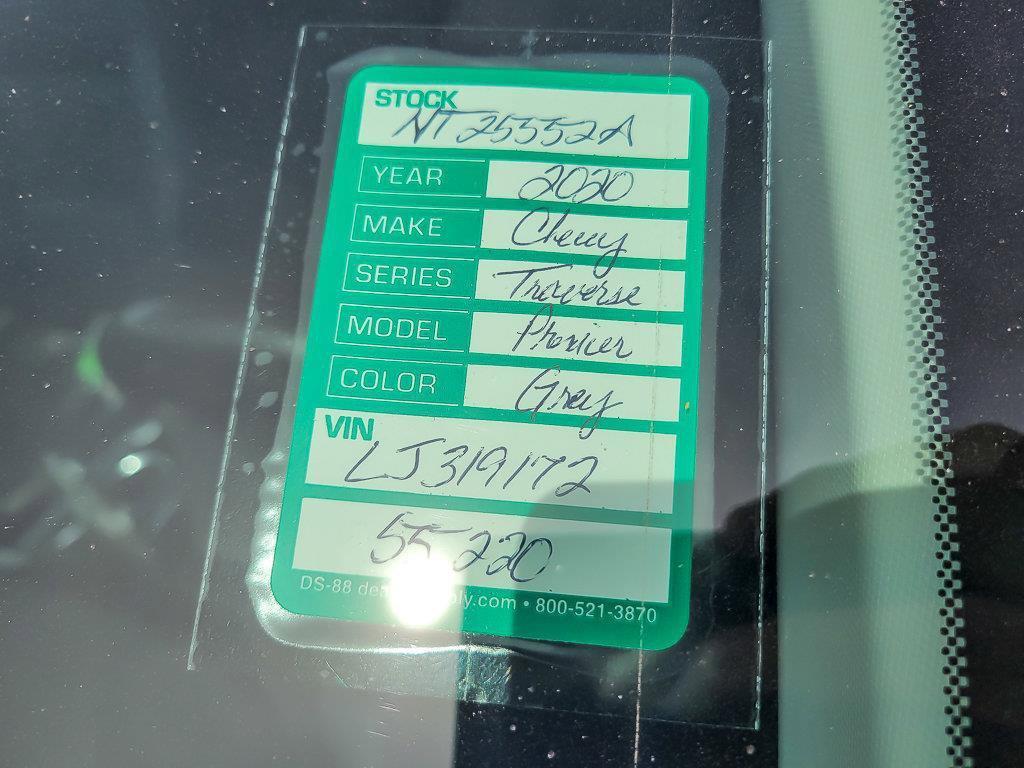 STOCK
NT25552A
YEAR 2020
MAKE Chevy
SERIES Traverse
MODEL Premier
COLOR Grey
VIN
LJ319172
55220
DS-88 • 800-521-3870